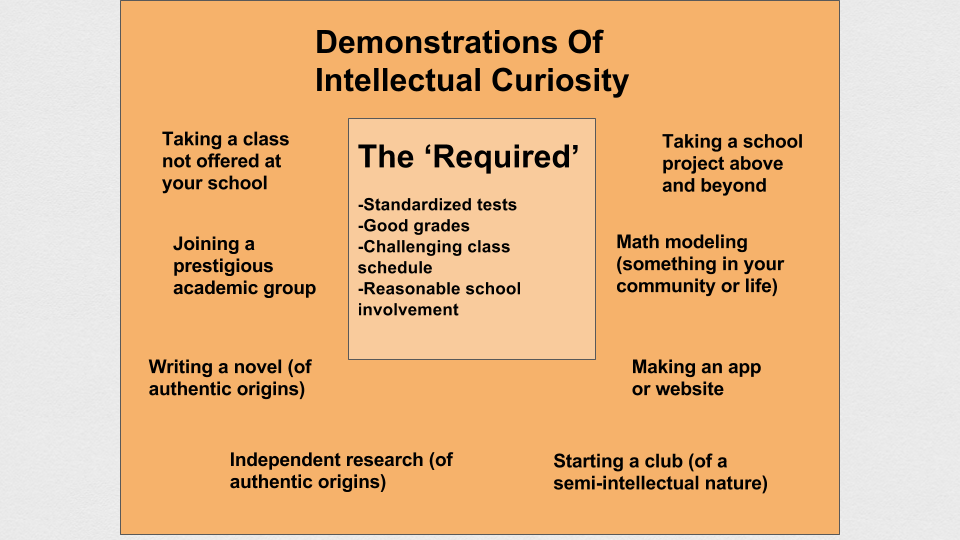 Demonstrations Of
Intellectual Curiosity
Taking a class
not offered at
your school
Joining a
prestigious
academic group
Writing a novel (of
authentic origins)
The ‘Required’
-Standardized tests
-Good grades
-Challenging class
schedule
-Reasonable school
involvement
Taking a school
project above
and beyond
Math modeling
(something in your
community or life)
Making an app
or website
Independent research (of
authentic origins)
Starting a club (of a
semi-intellectual nature)